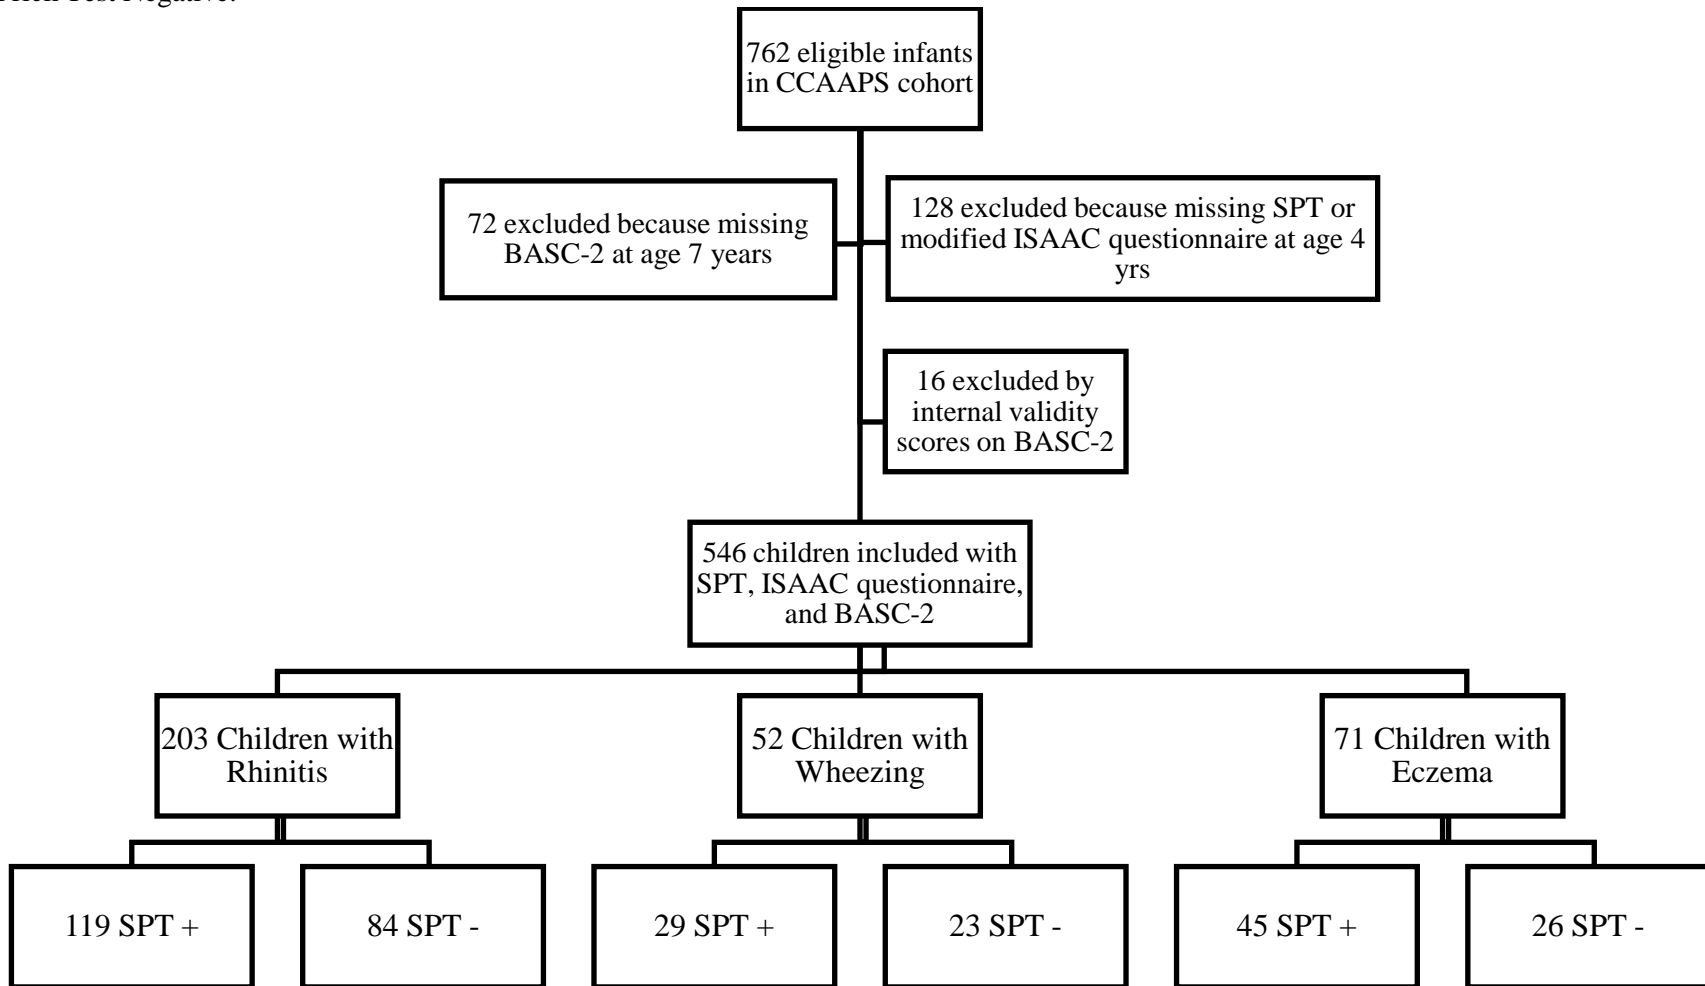 762 eligible infants
in CCAAPS cohort
72 excluded because missing
BASC-2 at age 7 years
128 excluded because missing SPT or
modified ISAAC questionnaire at age 4
yrs
16 excluded by
internal validity
scores on BASC-2
546 children included with
SPT, ISAAC questionnaire,
and BASC-2
203 Children with
Rhinitis
52 Children with
Wheezing
71 Children with
Eczema
119 SPT +
84 SPT -
29 SPT +
23 SPT -
45 SPT +
26 SPT -